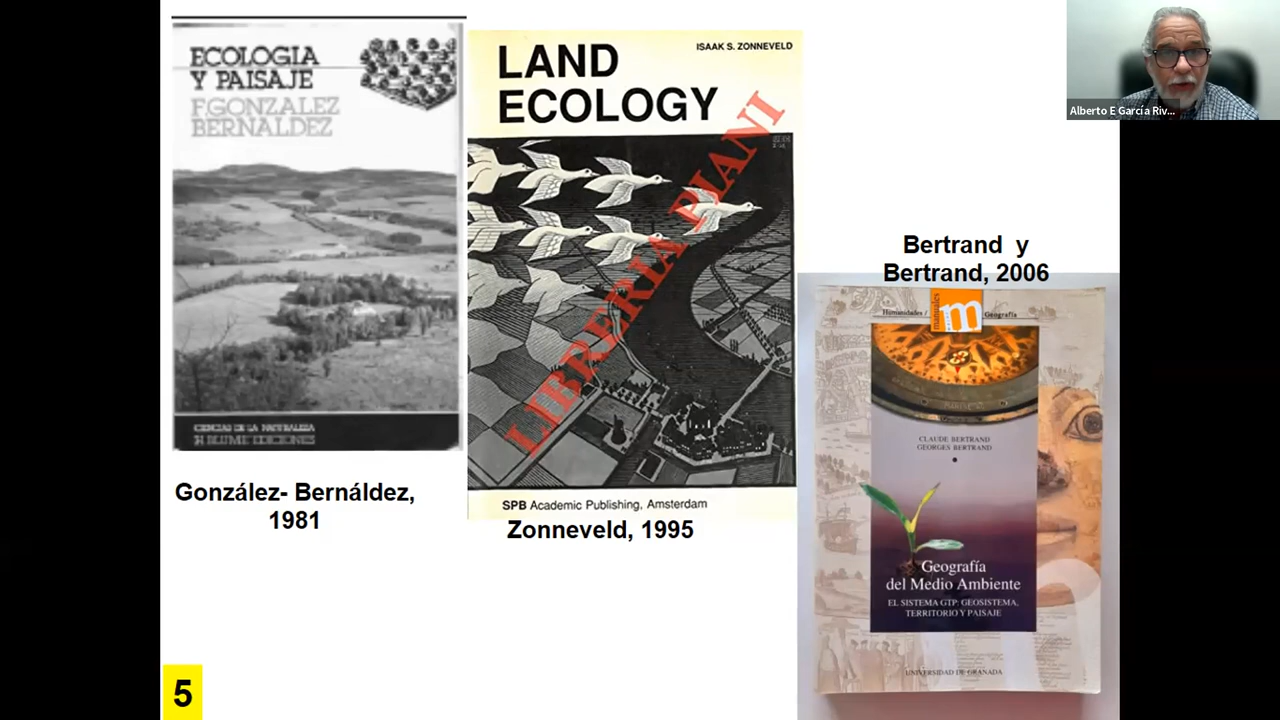 ECOLOGIA
Y PAISAJE
F.GONZALEZ
BERNALDEZ
CIENCIAS DE LA NATURALEZA
H BLUME EDICIONES
González- Bernáldez,
1981
ISAAK S. ZONNEVELD
LAND
ECOLOGY
LIBRERIA PIANI
SPB Academic Publishing, Amsterdam
Zonneveld, 1995
Alberto E García Riv...
Bertrand y
Bertrand, 2006
Humanidades / Geografía
manuales
m
CLAUDE BERTRAND
GEORGES BERTRAND
Geografía
del Medio Ambiente
EL SISTEMA GTP: GEOSISTEMA,
TERRITORIO Y PAISAJE
UNIVERSIDAD DE GRANADA
5